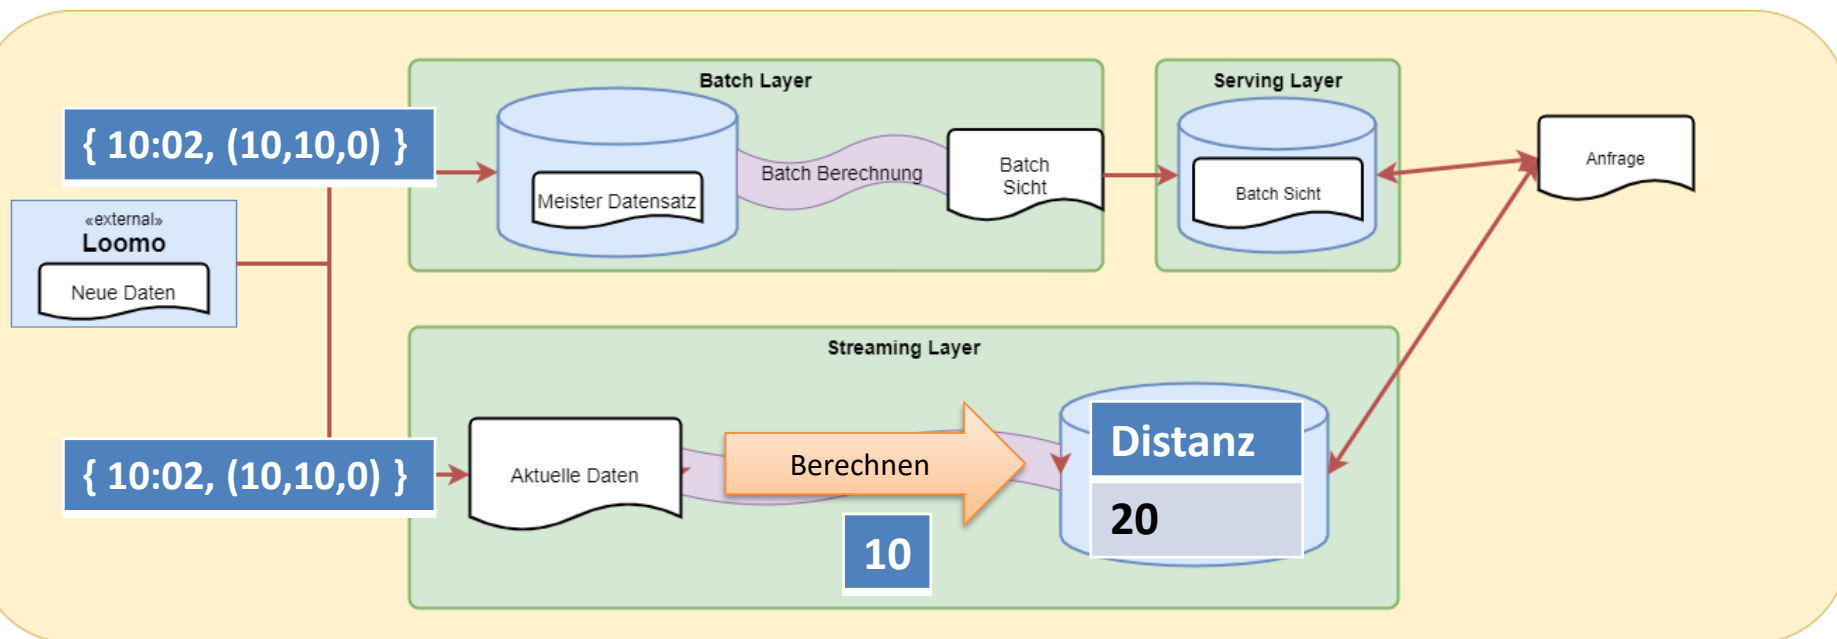 Batch Layer
Serving Layer
{ 10:02, (10,10,0) }
Meister Datensatz
Batch Berechnung
Batch
Sicht
Batch Sicht
Anfrage
«external»
Loomo
Neue Daten
Streaming Layer
{ 10:02, (10,10,0) }
Aktuelle Daten
Berechnen
10
Distanz
20